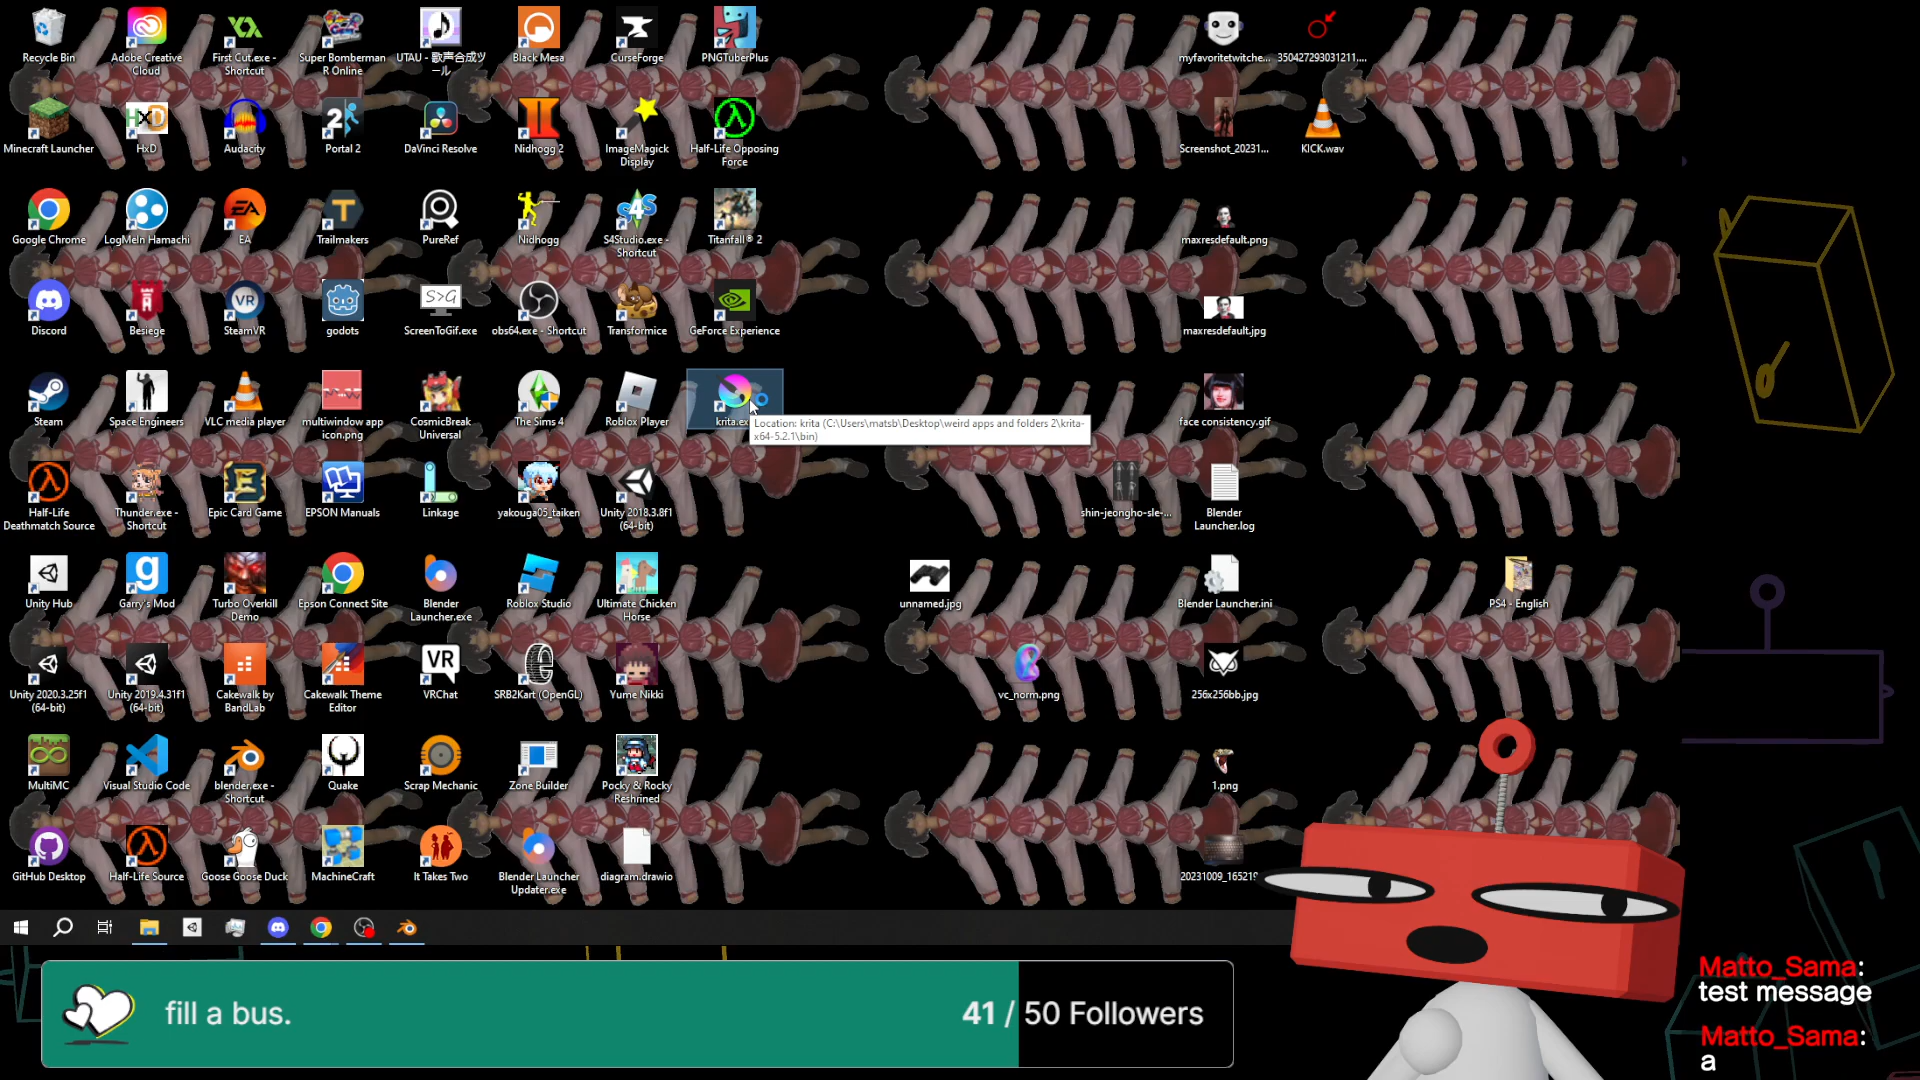 Recycle Bin
Adobe Creative
Cloud
First Cut.exe -
Shortcut
Super Bomberman
R Online
UTAU - 歌声合成ツ
ール
Black Mesa
CurseForge
PNGTuberPlus
myfavoritetwitche...
350427293031211....
Minecraft Launcher
HxD
Audacity
Portal 2
DaVinci Resolve
Nidhogg 2
ImageMagick
Display
Half-Life Opposing
Force
Screenshot_20231...
KICK.wav
Google Chrome
LogMeIn Hamachi
EA
Trailmakers
PureRef
Nidhogg
S4Studio.exe -
Shortcut
Titanfall® 2
maxresdefault.png
Discord
Besiege
SteamVR
godots
ScreenToGif.exe
obs64.exe - Shortcut
Transformice
GeForce Experience
maxresdefault.jpg
Steam
Space Engineers
VLC media player
multiwindow app
icon.png
CosmicBreak
Universal
The Sims 4
Roblox Player
krita.ex
Location: krita (C:\Users\matsb\Desktop\weird apps and folders 2\krita-
x64-5.2.1\bin)
face consistency.gif
Half-Life
Deathmatch Source
Thunder.exe -
Shortcut
Epic Card Game
EPSON Manuals
Linkage
yakouga05_taiken
Unity 2018.3.8f1
(64-bit)
shin-jeongho-sle-...
Blender
Launcher.log
Unity Hub
Garry's Mod
Turbo Overkill
Demo
Epson Connect Site
Blender
Launcher.exe
Roblox Studio
Ultimate Chicken
Horse
unnamed.jpg
Blender Launcher.ini
PS4 - English
Unity 2020.3.25f1
(64-bit)
Unity 2019.4.31f1
(64-bit)
Cakewalk by
BandLab
Cakewalk Theme
Editor
VRChat
SRB2Kart (OpenGL)
Yume Nikki
vc_norm.png
256x256bb.jpg
MultiMC
Visual Studio Code
blender.exe -
Shortcut
Quake
Scrap Mechanic
Zone Builder
Pocky & Rocky
Reshrined
1.png
GitHub Desktop
Half-Life Source
Goose Goose Duck
MachineCraft
It Takes Two
Blender Launcher
Updater.exe
diagram.drawio
20231009_165219
fill a bus.
41 / 50 Followers
Matto_Sama:
test message
Matto_Sama:
a